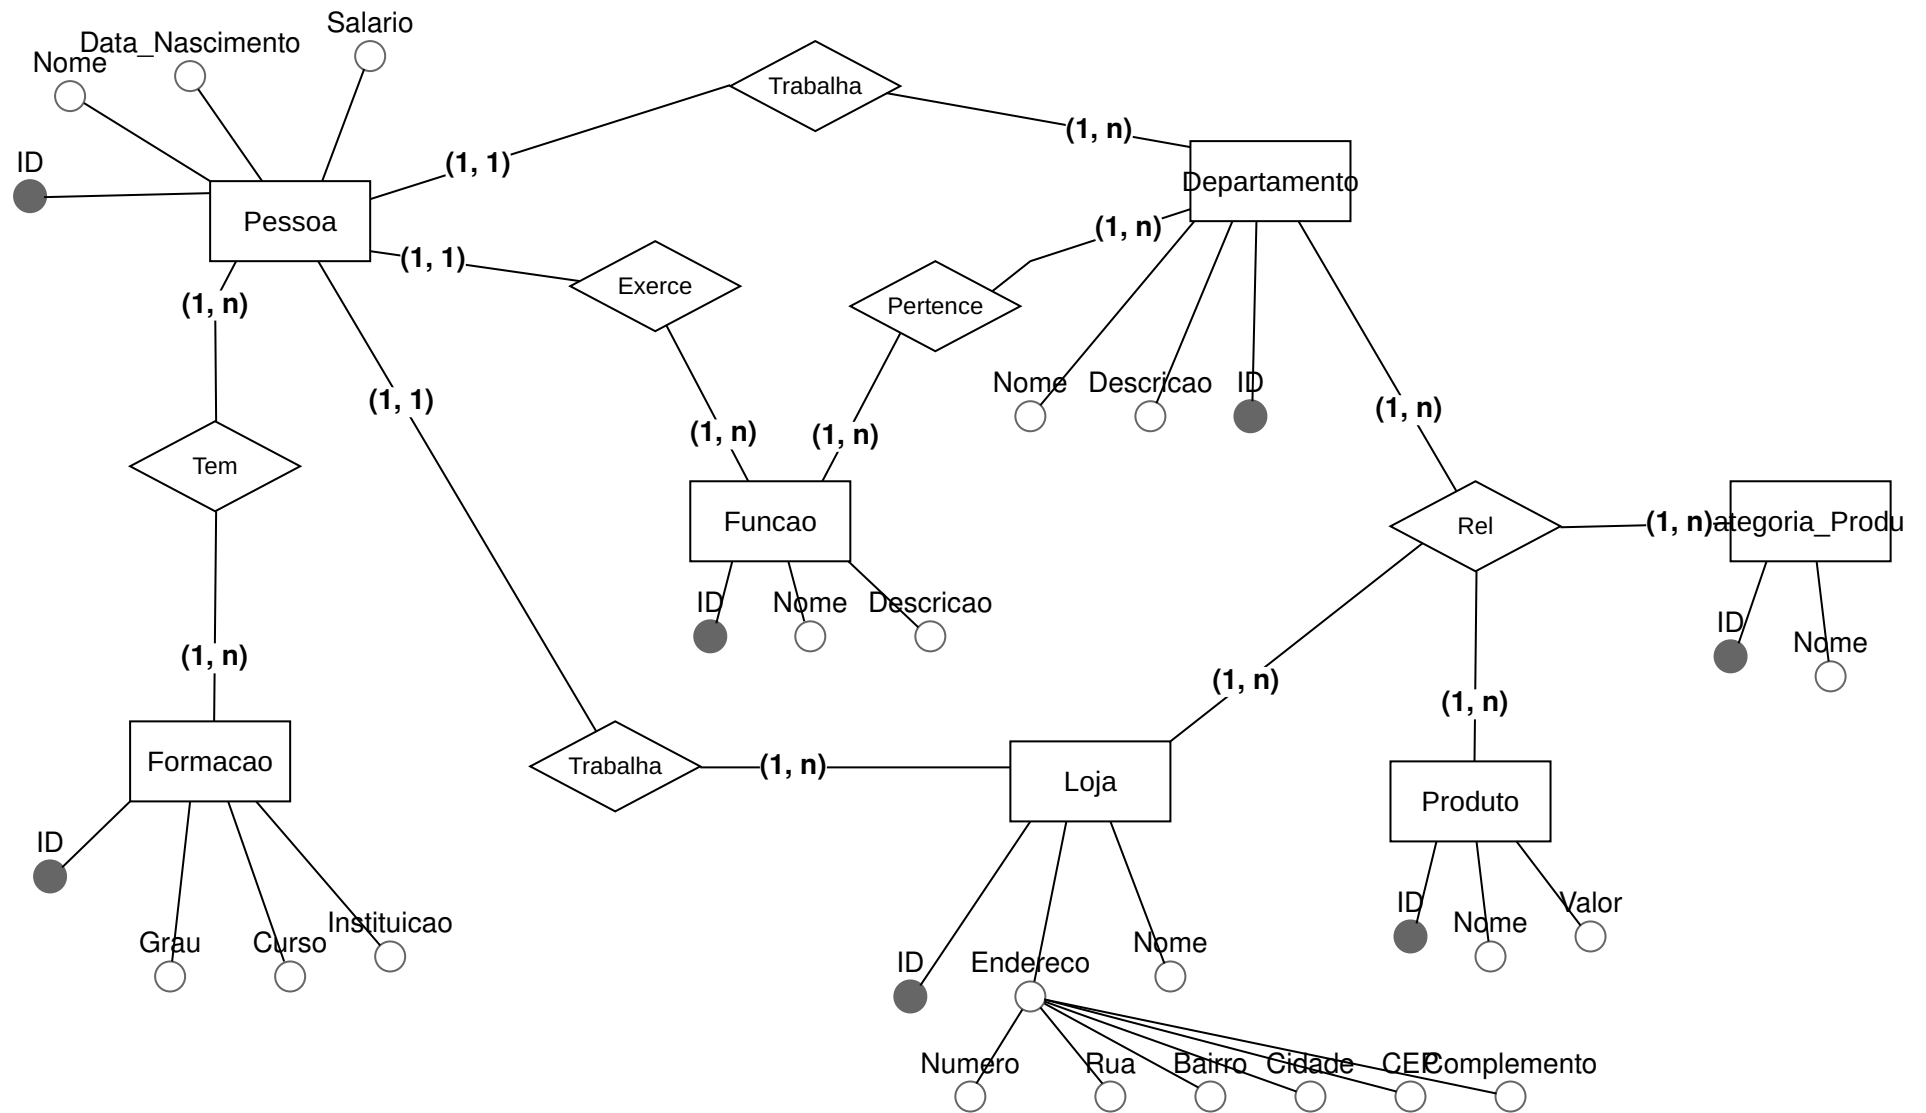 Salario
Data_Nascimento
Nome
Trabalha
(1, n)
(1, 1)
ID
Departamento
Pessoa
(1, n)
(1, 1)
Exerce
(1, n)
Pertence
Nome
Descricao
ID
(1, 1)
(1, n)
(1, n)
(1, n)
Tem
Funcao
Rel
(1, n)
ategoria_Produ
ID
Nome
Descricao
ID
Nome
(1, n)
(1, n)
(1, n)
Formacao
Trabalha
(1, n)
Loja
Produto
ID
Grau
Curso
Instituicao
ID
Nome
Valor
ID
Endereco
Nome
Numero
Rua
Bairro
Cidade
CEP
Complemento